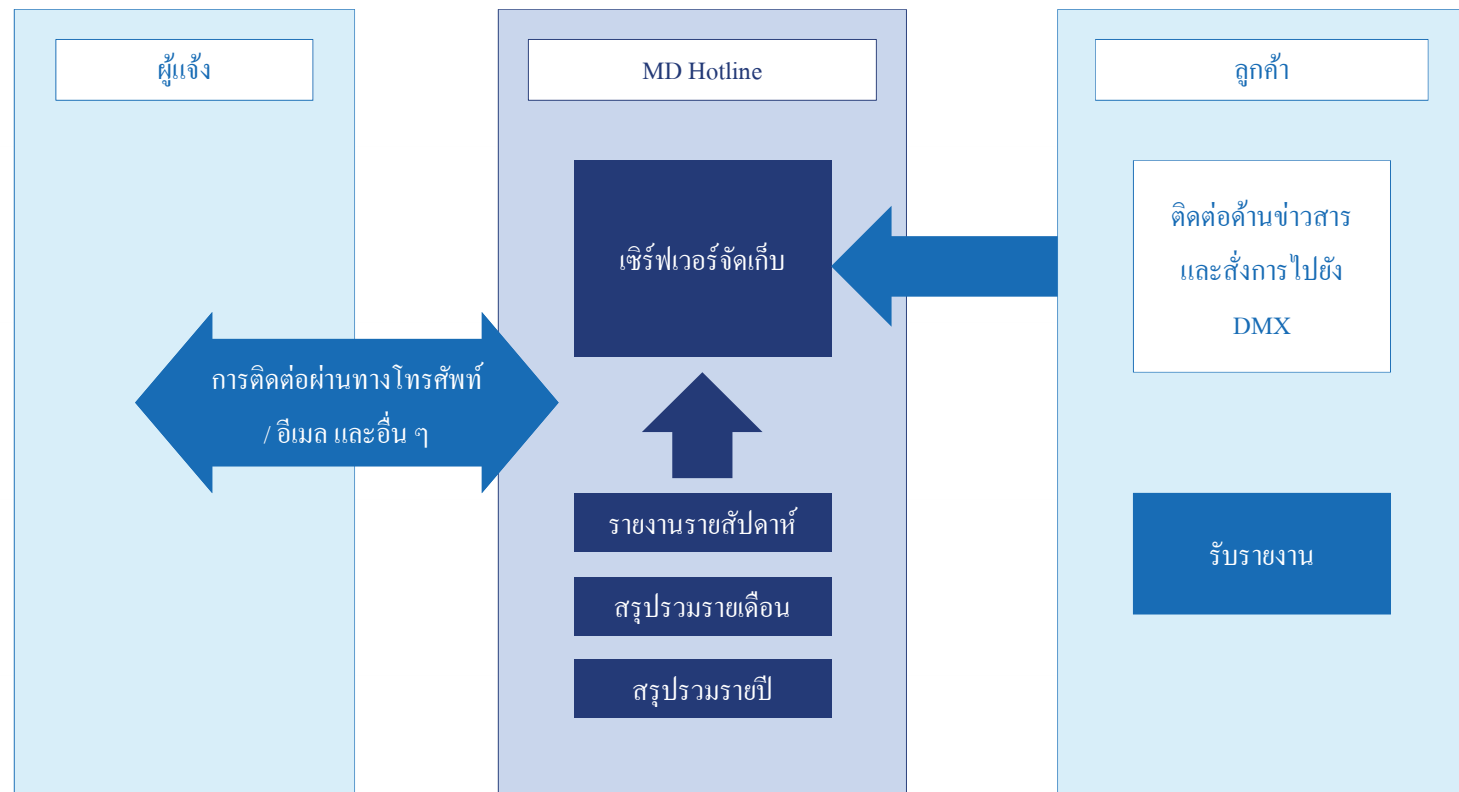 ผู้แจ้ง
MD Hotline
ลูกค้า
เซิร์ฟเวอร์จัดเก็บ
ติดต่อด้านข่าวสาร
และสั่งการไปยัง
DMX
การติดต่อผ่านทางโทรสัพท์
/ อีเมล และอื่น ๆ
รายงานรายสัปดาห์
สรุปรวมรายเดือน
สรุปรวมรายปี
รับรายงาน